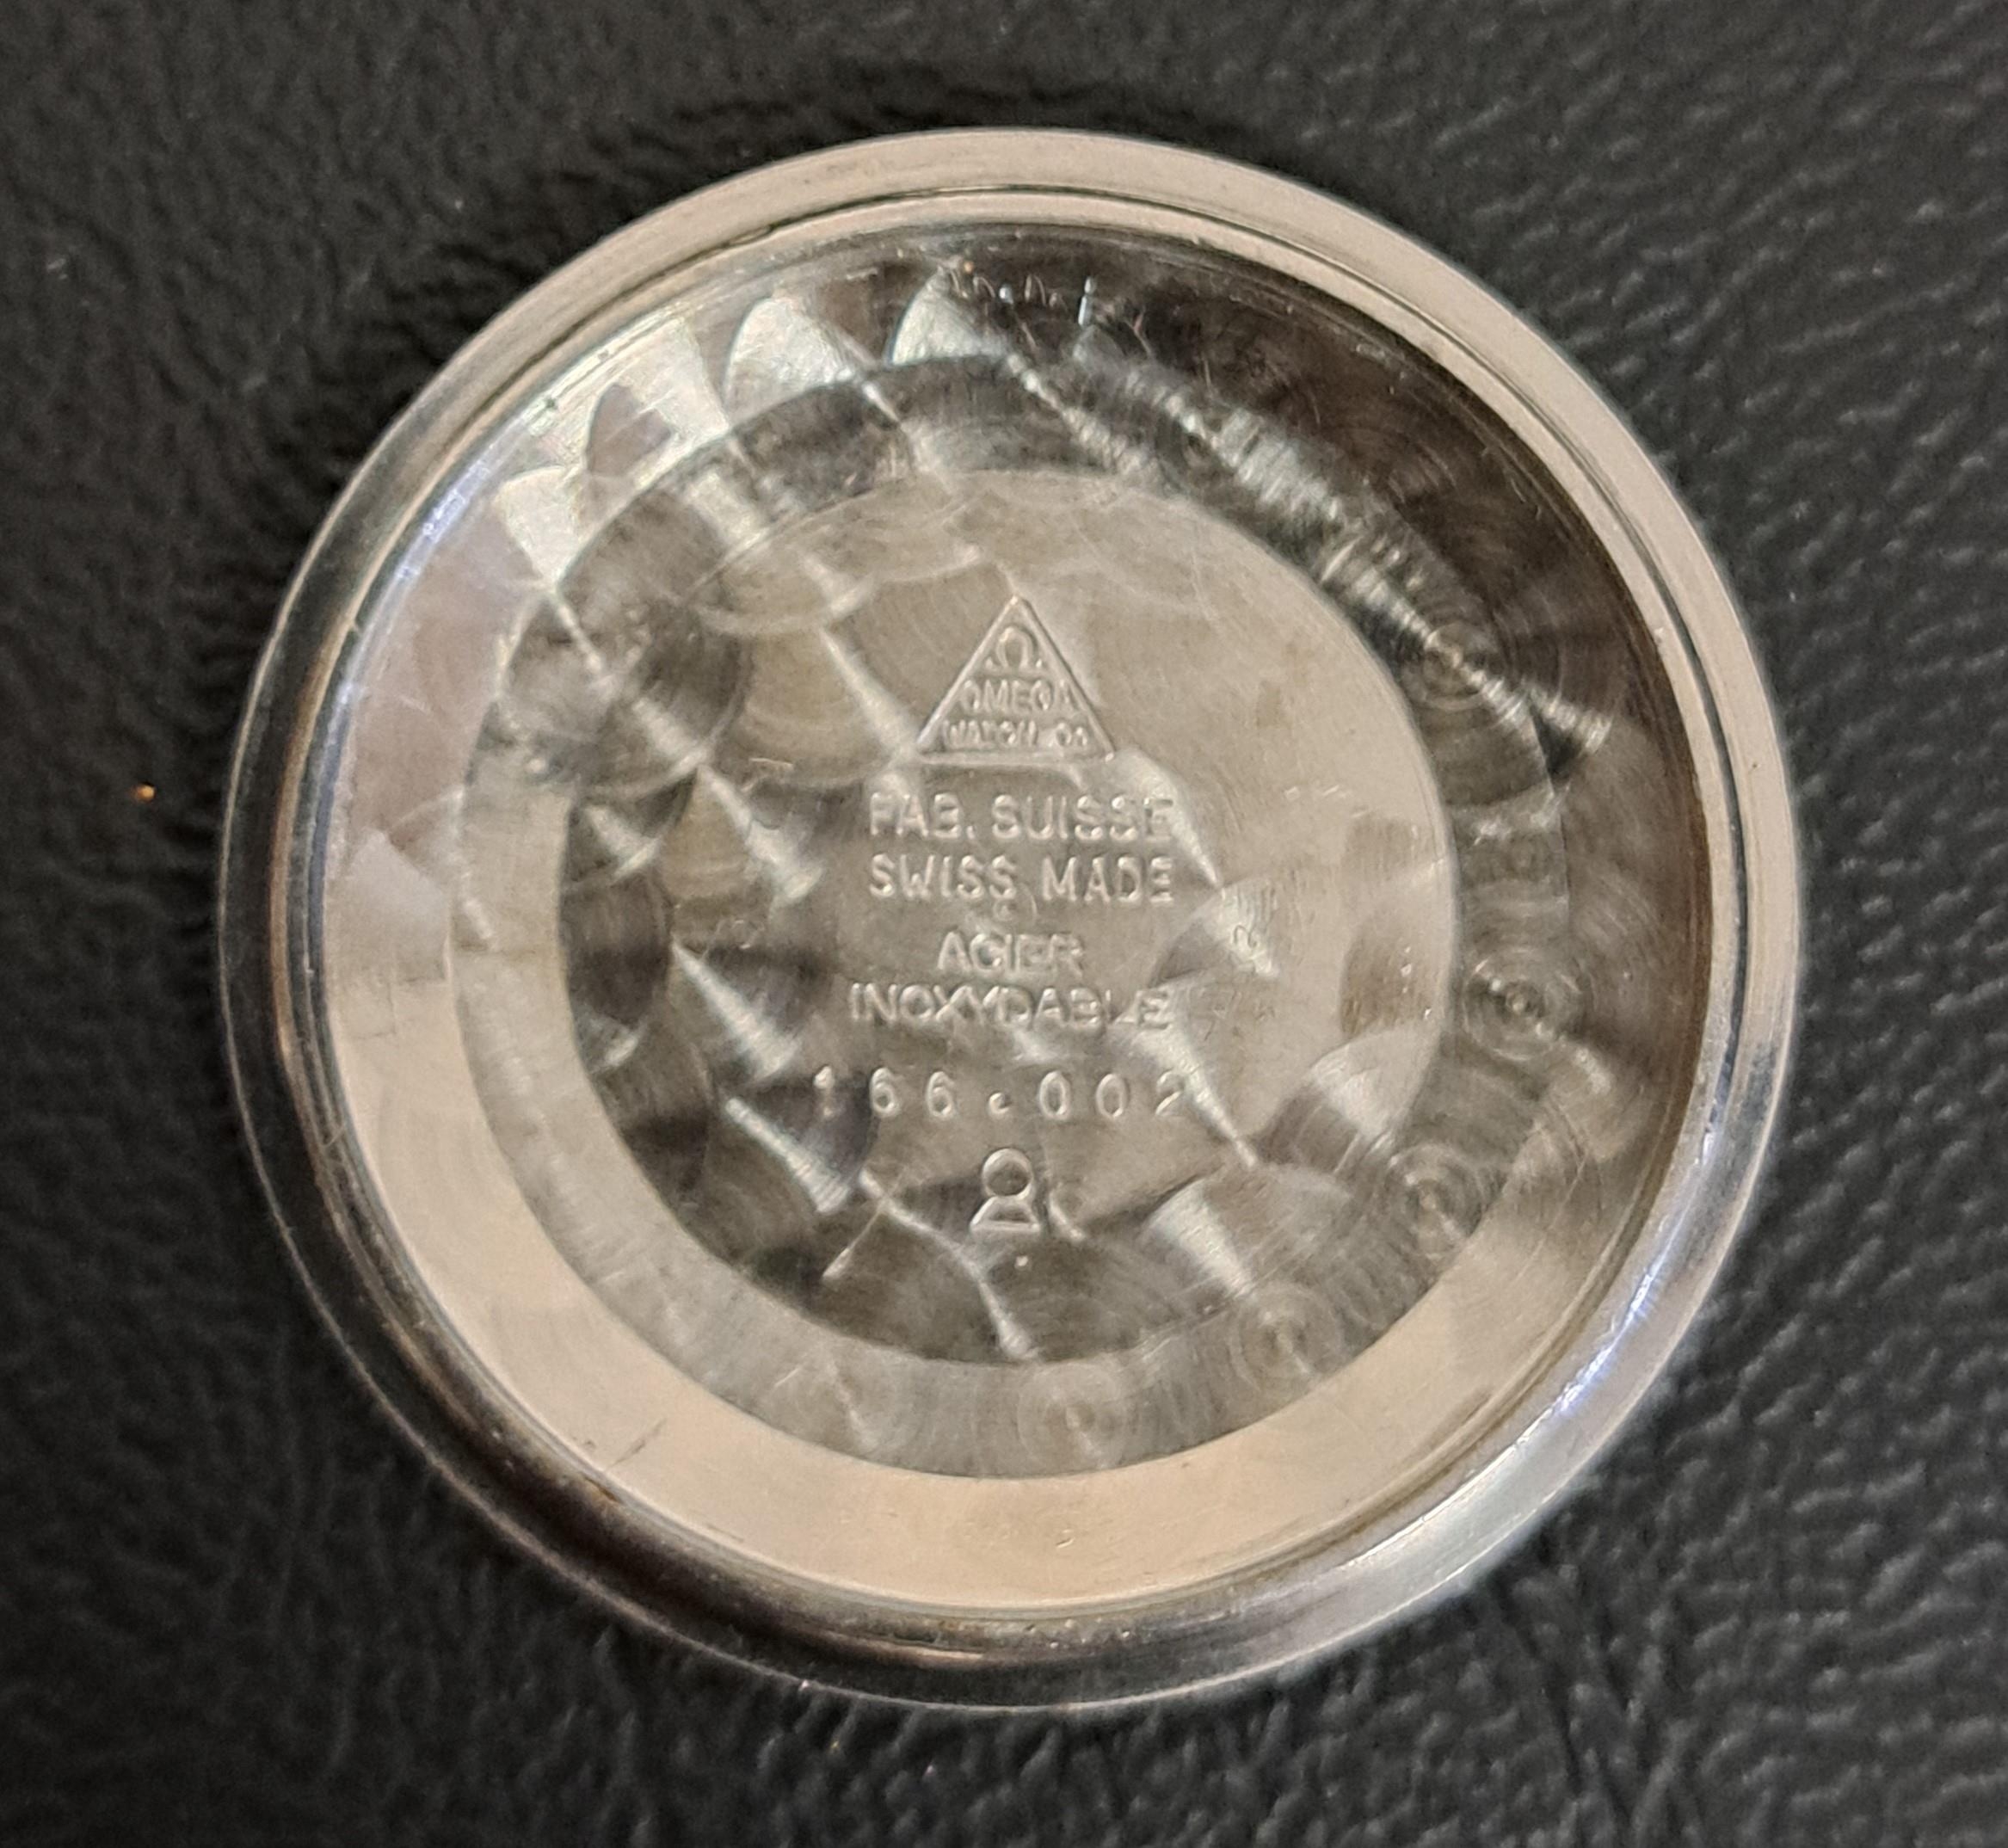 Ω
OMEGA
WATCH Co
FAB. SUISSE
SWISS MADE
ACIER
INOXYDABLE
166.002